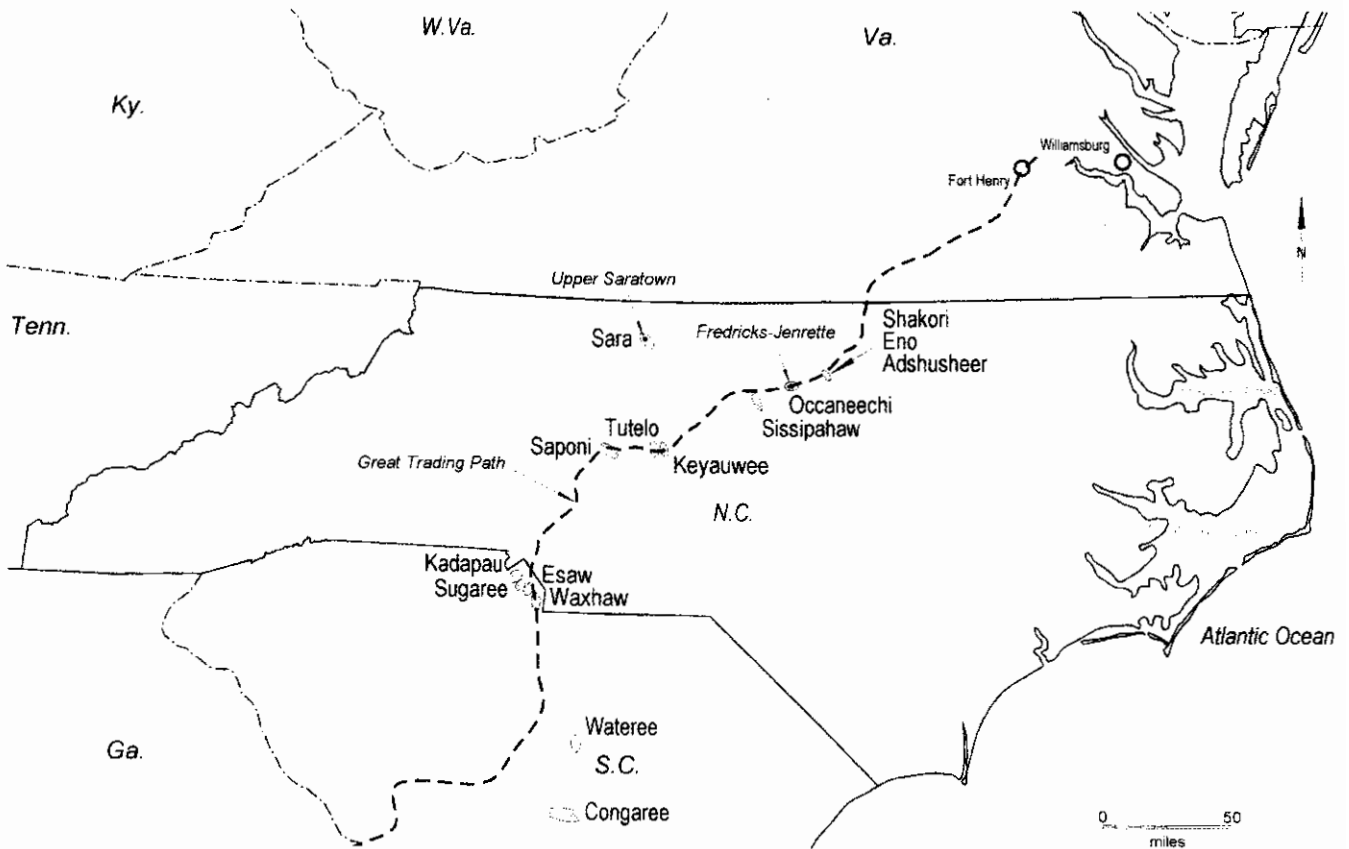 W.Va.
Va.
Ky.
Williamsburg
Fort Henry
N
Upper Saratown
Tenn.
Shakori
Sara
Fredricks-Jenrette
Eno
Adshusheer
Occaneechi
Sissipahaw
Tutelo
Saponi
Great Trading Path
Keyauwee
N.C.
Kadapau
Esaw
Sugaree
Waxhaw
Atlantic Ocean
Wateree
Ga.
S.C.
Congaree
0 50
miles